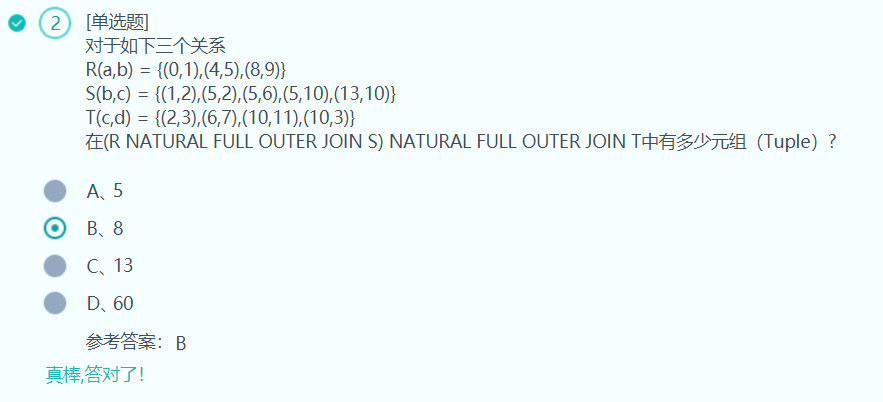 2 [单选题]
对于如下三个关系
R(a,b) = {(0,1),(4,5),(8,9)}
S(b,c) = {(1,2),(5,2),(5,6),(5,10),(13,10)}
T(c,d) = {(2,3),(6,7),(10,11),(10,3)}
在(R NATURAL FULL OUTER JOIN S) NATURAL FULL OUTER JOIN T中有多少元组（Tuple）?
A、5
B、8
C、13
D、60
参考答案： B
真棒,答对了!